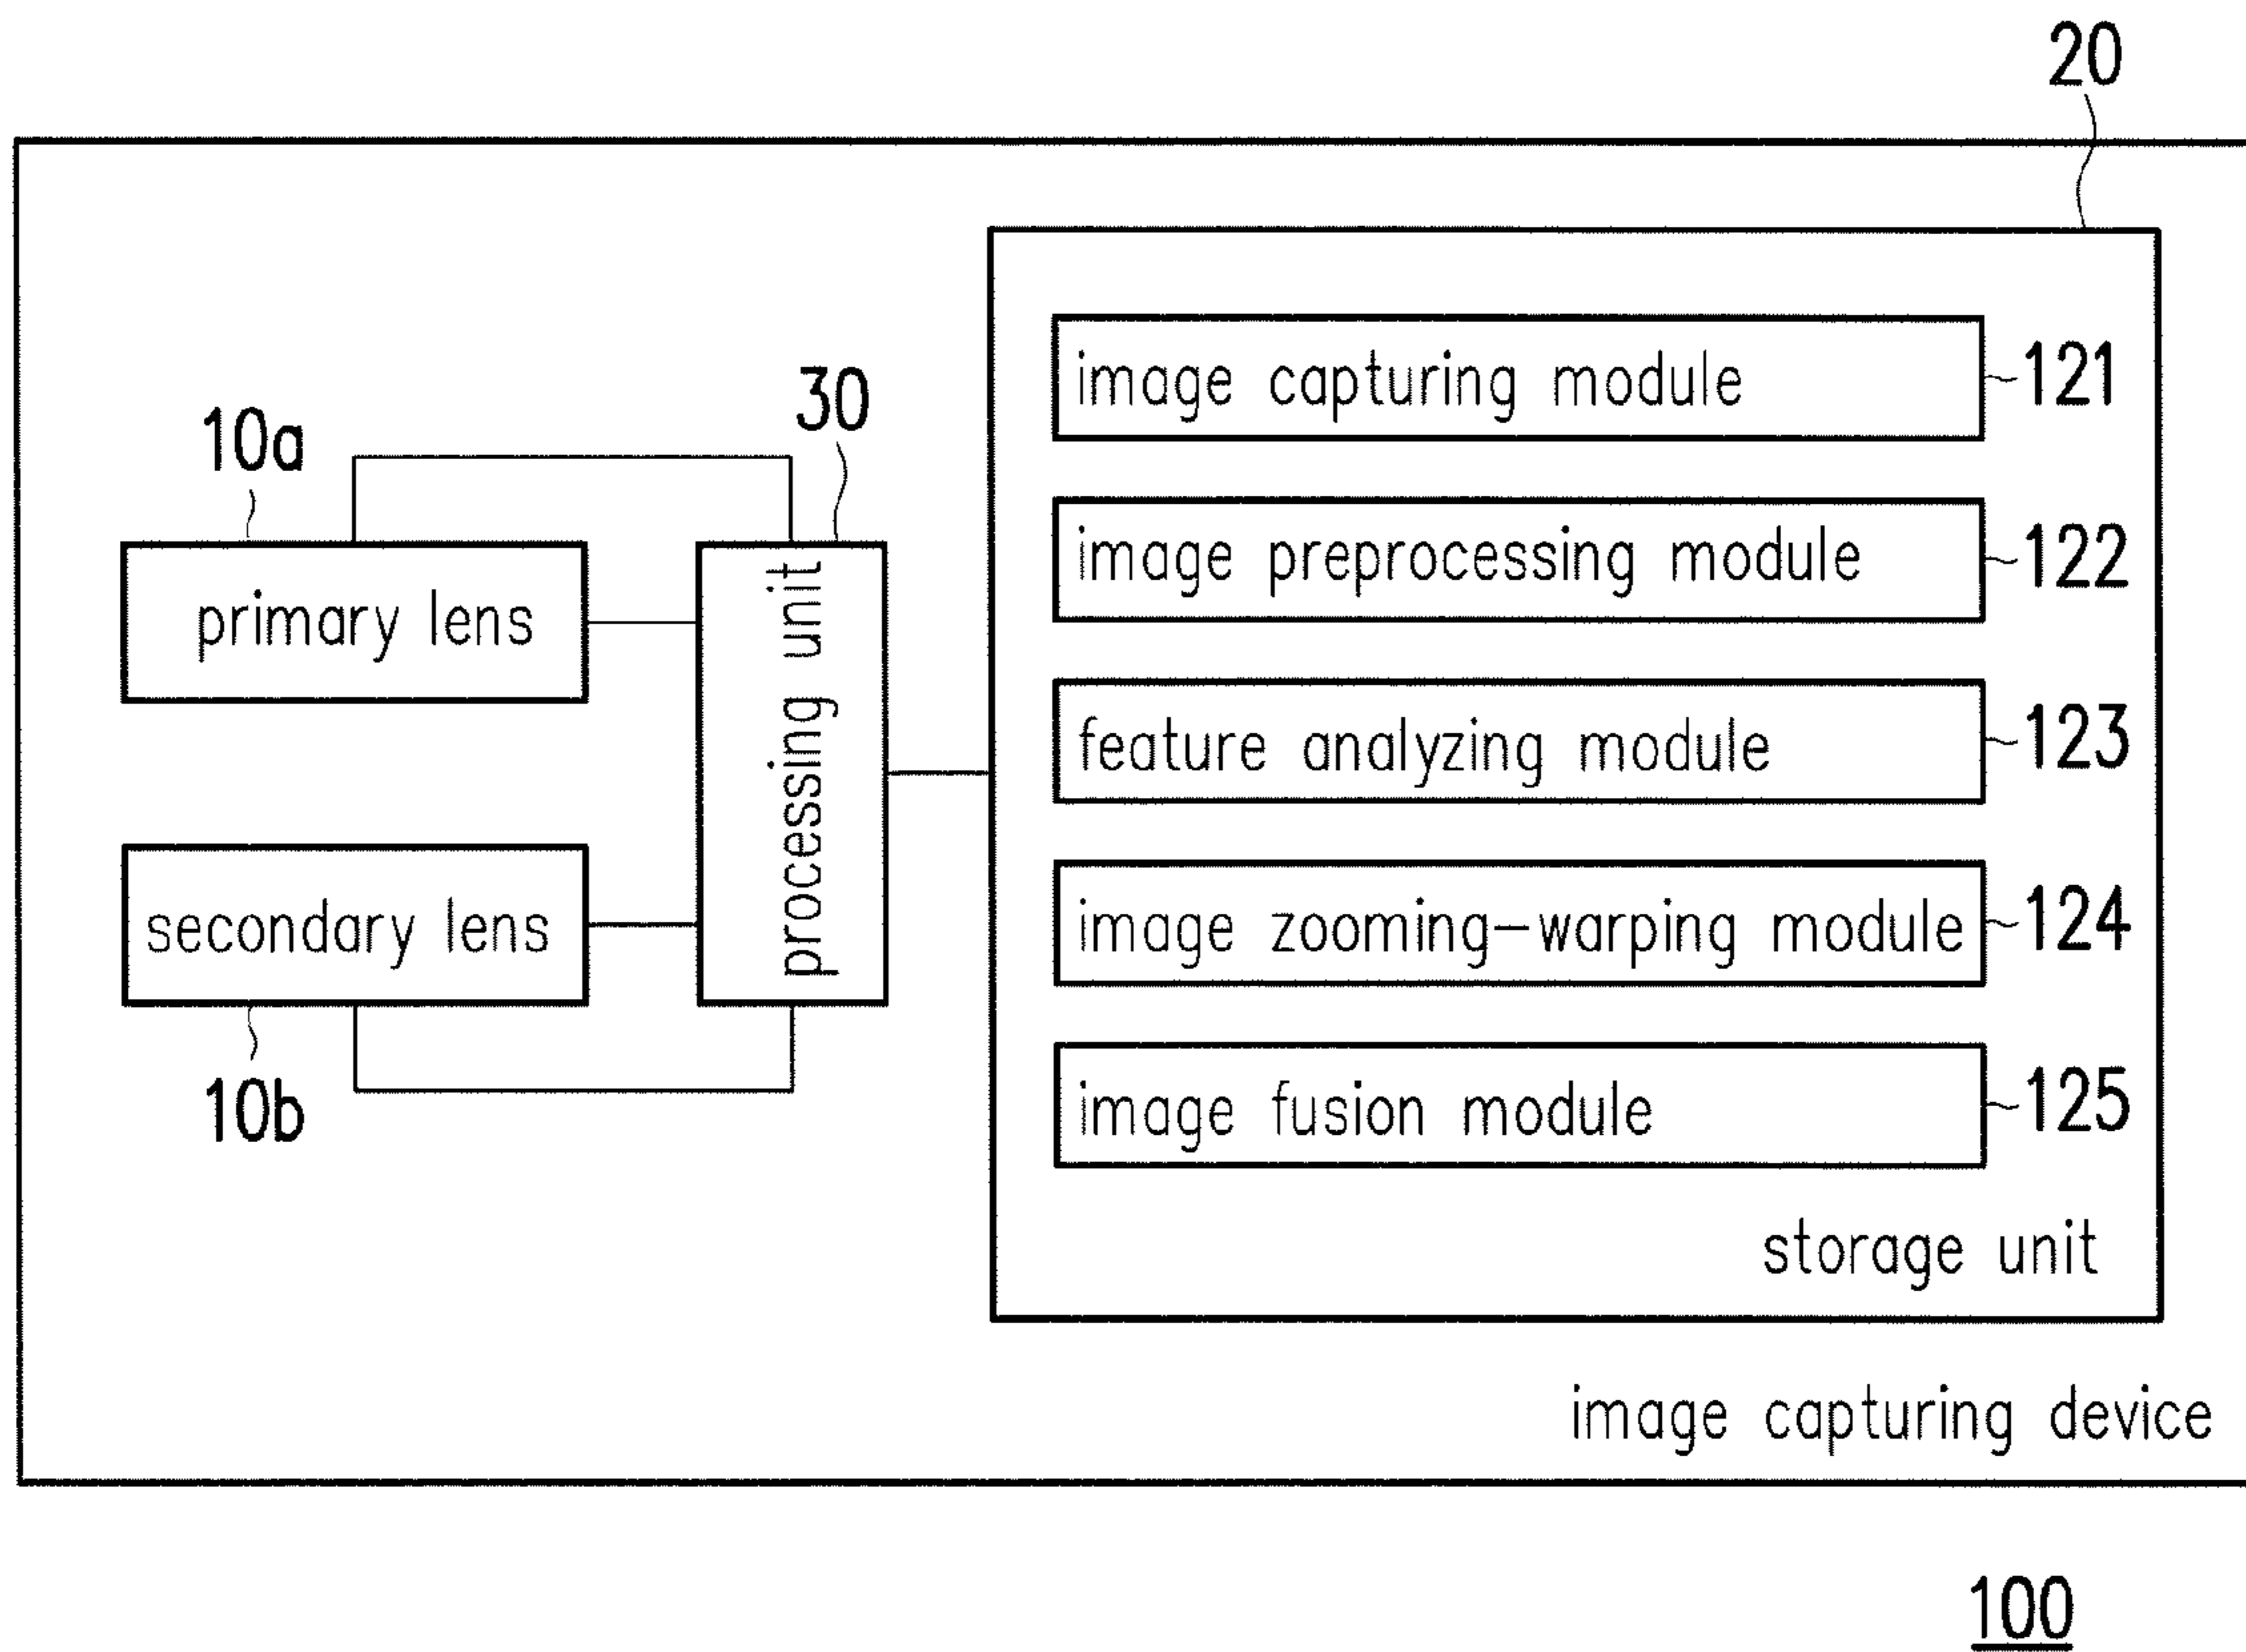 20
10a
30
primary lens
secondary lens
10b
processing unit
image capturing module 121
image preprocessing module 122
feature analyzing module 123
image zooming-warping module 124
image fusion module 125
storage unit
image capturing device
100